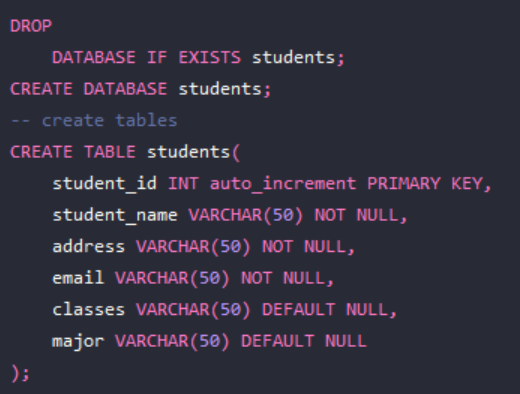 DROP
    DATABASE IF EXISTS students;
CREATE DATABASE students;
-- create tables
CREATE TABLE students(
    student_id INT auto_increment PRIMARY KEY,
    student_name VARCHAR(50) NOT NULL,
    address VARCHAR(50) NOT NULL,
    email VARCHAR(50) NOT NULL,
    classes VARCHAR(50) DEFAULT NULL,
    major VARCHAR(50) DEFAULT NULL
);